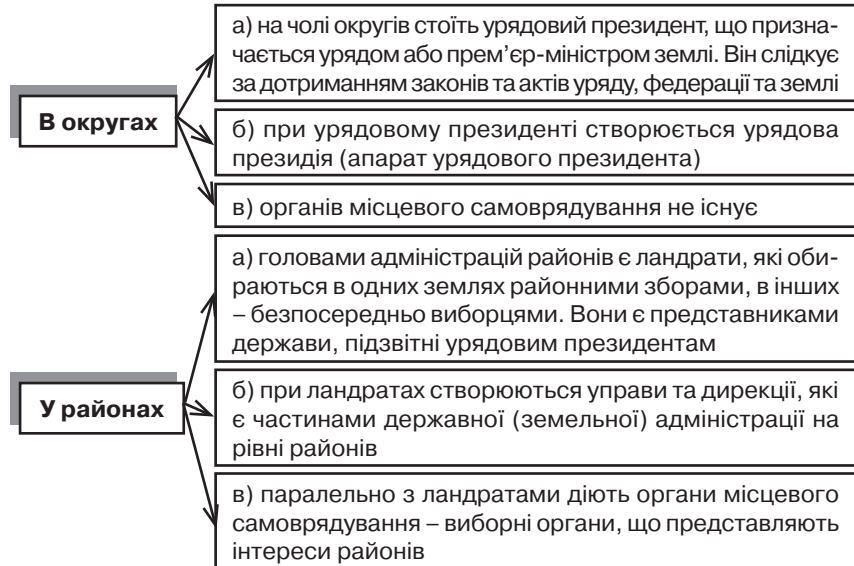 В округах
а) на чолі округів стоїть урядовий президент, що призна-
чається урядом або прем’єр-міністром землі. Він слідкує
за дотриманням законів та актів уряду, федерації та землі
б) при урядовому президенті створюється урядова
президія (апарат урядового президента)
в) органів місцевого самоврядування не існує
У районах
а) головами адміністрацій районів є ландрати, які оби-
раються в одних землях районними зборами, в інших
– безпосередньо виборцями. Вони є представниками
держави, підзвітні урядовим президентам
б) при ландратах створюються управи та дирекції, які
є частинами державної (земельної) адміністрації на
рівні районів
в) паралельно з ландратами діють органи місцевого
самоврядування – виборні органи, що представляють
інтереси районів